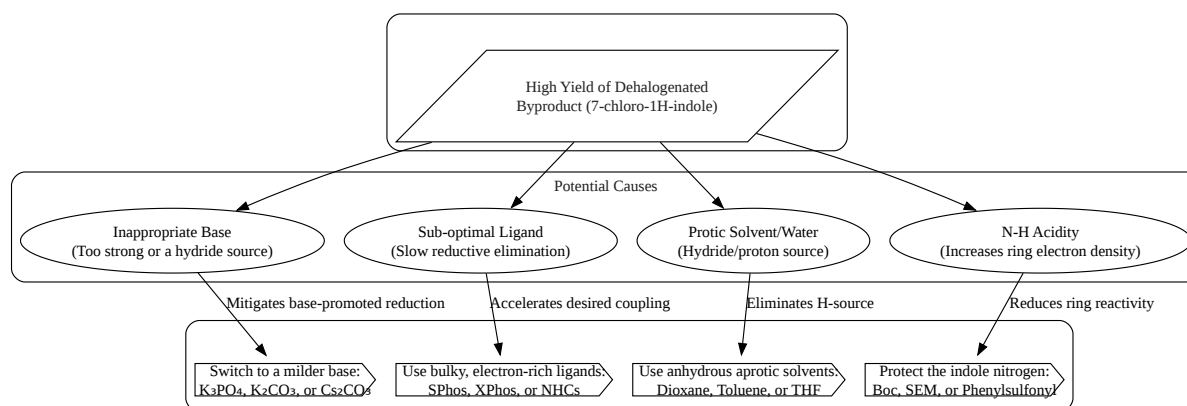 High Yield of Dehalogenated
Byproduct (7-chloro-1H-indole)
Potential Causes
Inappropriate Base
(Too strong or a hydride source)
Sub-optimal Ligand
(Slow reductive elimination)
Protic Solvent/Water
(Hydride/proton source)
N-H Acidity
(Increases ring electron density)
Mitigates base-promoted reduction
Accelerates desired coupling
Eliminates H-source
Reduces ring reactivity
Switch to a milder base:
K₃PO₄, K₂CO₃, or Cs₂CO₃
Use bulky, electron-rich ligands:
SPhos, XPhos, or NHCs
Use anhydrous aprotic solvents:
Dioxane, Toluene, or THF
Protect the indole nitrogen:
Boc, SEM, or Phenylsulfonyl